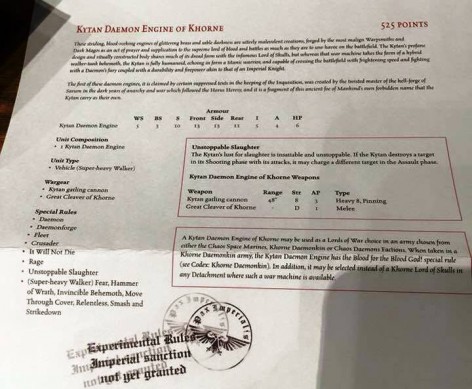 KYTAN DAEMON ENGINE OF KHORNE 525 POINTS
These striding, blood-reeking engines of glittering brass and sable darkness are utterly malevolent creations, forged by the most malign Warpsmiths and
Dark Magos as an act of prayer and supplication to the supreme lord of blood and battles as much as they are to one have on the battlefield. The Kytan's profane
design and ritually constructed body shares much of its dread form with the infamous Lord of Skulls, but whereas that war machine takes the form of a hybrid
walker-tank behemoth, the Kytan is fully humanoid, echoing in form a titanic warrior, and capable of crossing the battlefield with frightening speed and fighting
with a Daemon's fury coupled with a durability and firepower akin to that of an Imperial Knight.
The first of these daemon engines, it is claimed by certain suppressed texts in the keeping of the Inquisition, was created by the twisted master of the hell-forge of
in the dark years of anarchy and war which followed the Horus Heresy, and it is a fragment of this ancient foe of Mankind's own forbidden name that the
Kytan carry as their own.
Armour
WS BS S Front Side Rear I A HP
Kytan Daemon Engine 5 3 10 13 13 12 3 4 6
Unit Composition
• 1 Kytan Daemon Engine
Unit Type
• Vehicle (Super-heavy Walker)
Wargear
• Kytan gatling cannon
• Great Cleaver of Khorne
Special Rules
• Daemon
• Daemonforge
• Fleet
• Crusader
• It Will Not Die
• Rage
• Unstoppable Slaughter
• (Super-heavy Walker) Fear, Hammer
of Wrath, Invincible Behemoth, Move
Through Cover, Relentless, Smash and
Strikedown
Unstoppable Slaughter
The Kytan's lust for slaughter is insatiable and unstoppable. If the Kytan destroys a target
in its Shooting phase with its attacks, it may charge a different target in the Assault phase.
Kytan Daemon Engine of Khorne Weapons
Weapon Range Str AP Type
Kytan gatling cannon 48" 8 3 Heavy 8, Pinning
Great Cleaver of Khorne - D 1 Melee
A Kytan Daemon Engine of Khorne may be used as a Lords of War choice in an army chosen from
either the Chaos Space Marines, Khorne Daemonkin or Chaos Daemons Factions. When taken in a
Khorne Daemonkin army, the Kytan Daemon Engine has the Blood for the Blood God! special rule
(see Codex: Khorne Daemonkin). In addition, it may be selected instead of a Khorne Lord of Skulls in
any Detachment where such a war machine is available.
Pax Imperialis
Experimental Rules
Imperial sanction
not yet granted